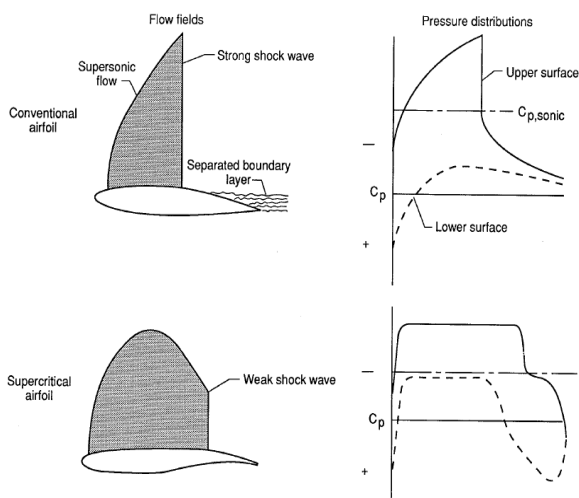 Flow fields
Pressure distributions
Strong shock wave
Supersonic
flow
Upper surface
Conventional
airfoil
Cp,sonic
Separated boundary
layer
−
Cp
Lower surface
+
Supercritical
airfoil
Weak shock wave
−
Cp
+